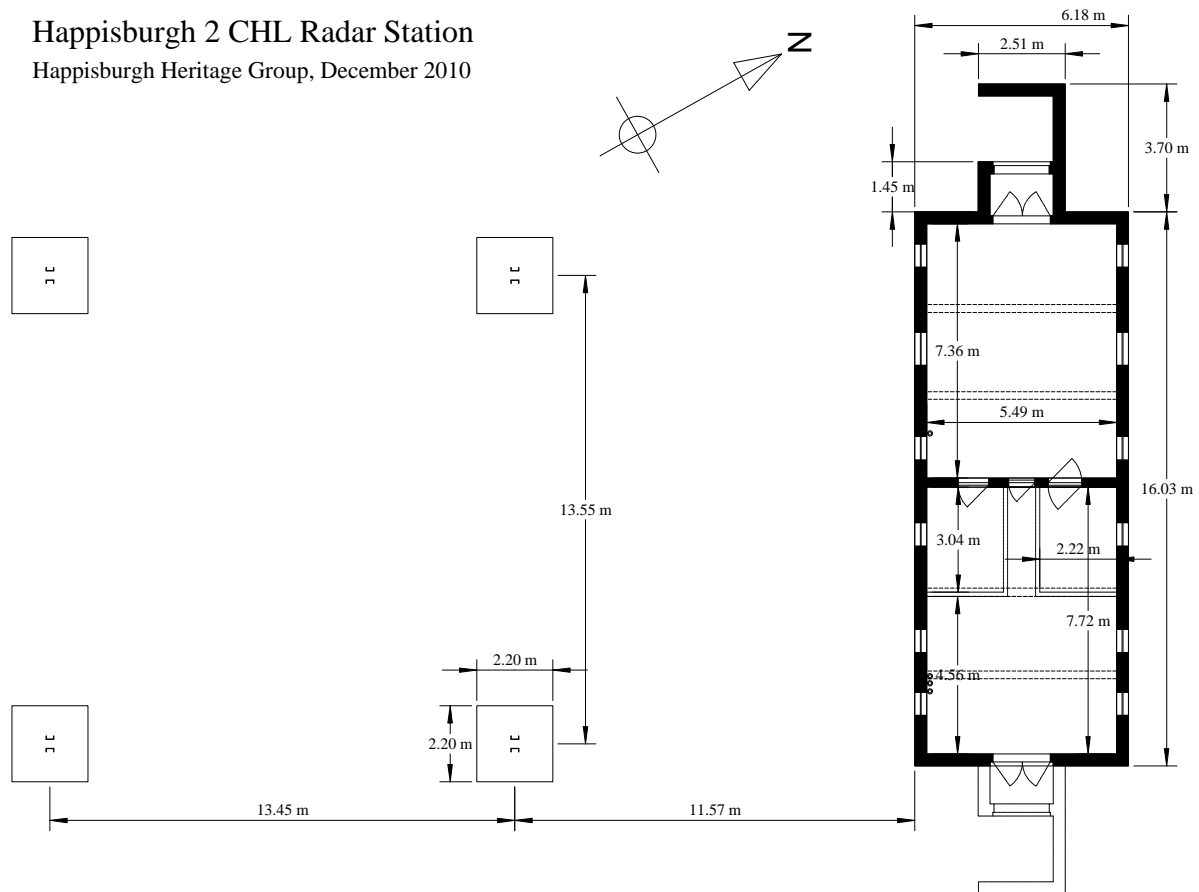 Happisburgh 2 CHL Radar Station
Happisburgh Heritage Group, December 2010
N
6.18 m
2.51 m
3.70 m
1.45 m
7.36 m
5.49 m
16.03 m
13.55 m
3.04 m
2.22 m
7.72 m
4.56 m
2.20 m
2.20 m
13.45 m
11.57 m